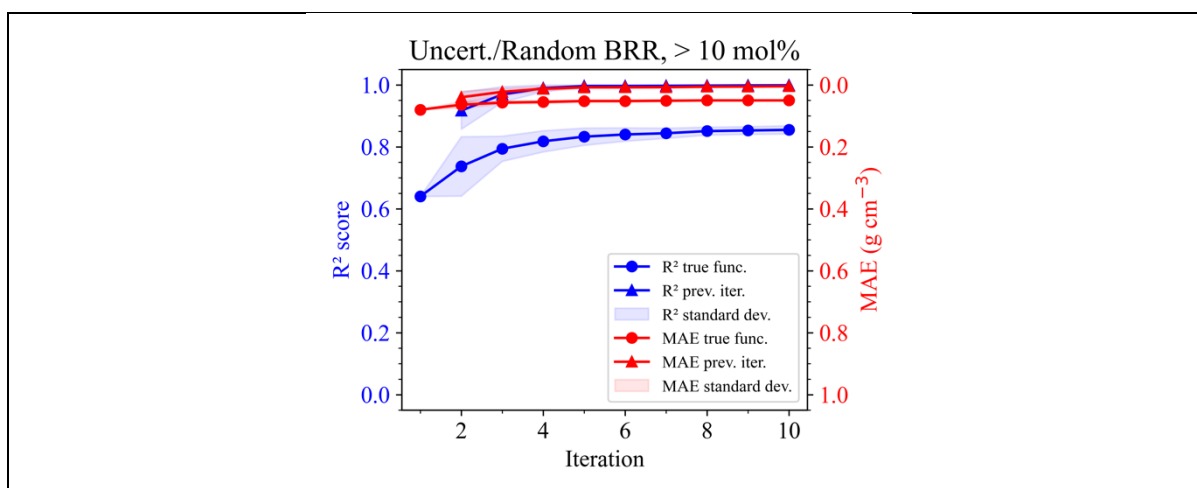 Uncert./Random BRR, > 10 mol%
1.0
0.8
0.6
0.4
0.2
0.0
R² score
0.0
0.2
0.4
0.6
0.8
1.0
MAE (g cm⁻³)
R² true func.
R² prev. iter.
R² standard dev.
MAE true func.
MAE prev. iter.
MAE standard dev.
2 4 6 8 10
Iteration